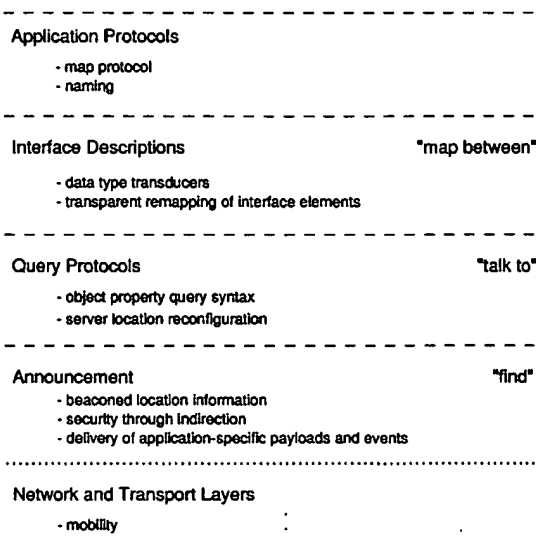 Application Protocols
- map protocol
- naming
Interface Descriptions "map between"
- data type transducers
- transparent remapping of interface elements
Query Protocols "talk to"
- object property query syntax
- server location reconfiguration
Announcement "find"
- beaconed location information
- security through indirection
- delivery of application-specific payloads and events
Network and Transport Layers
- mobility